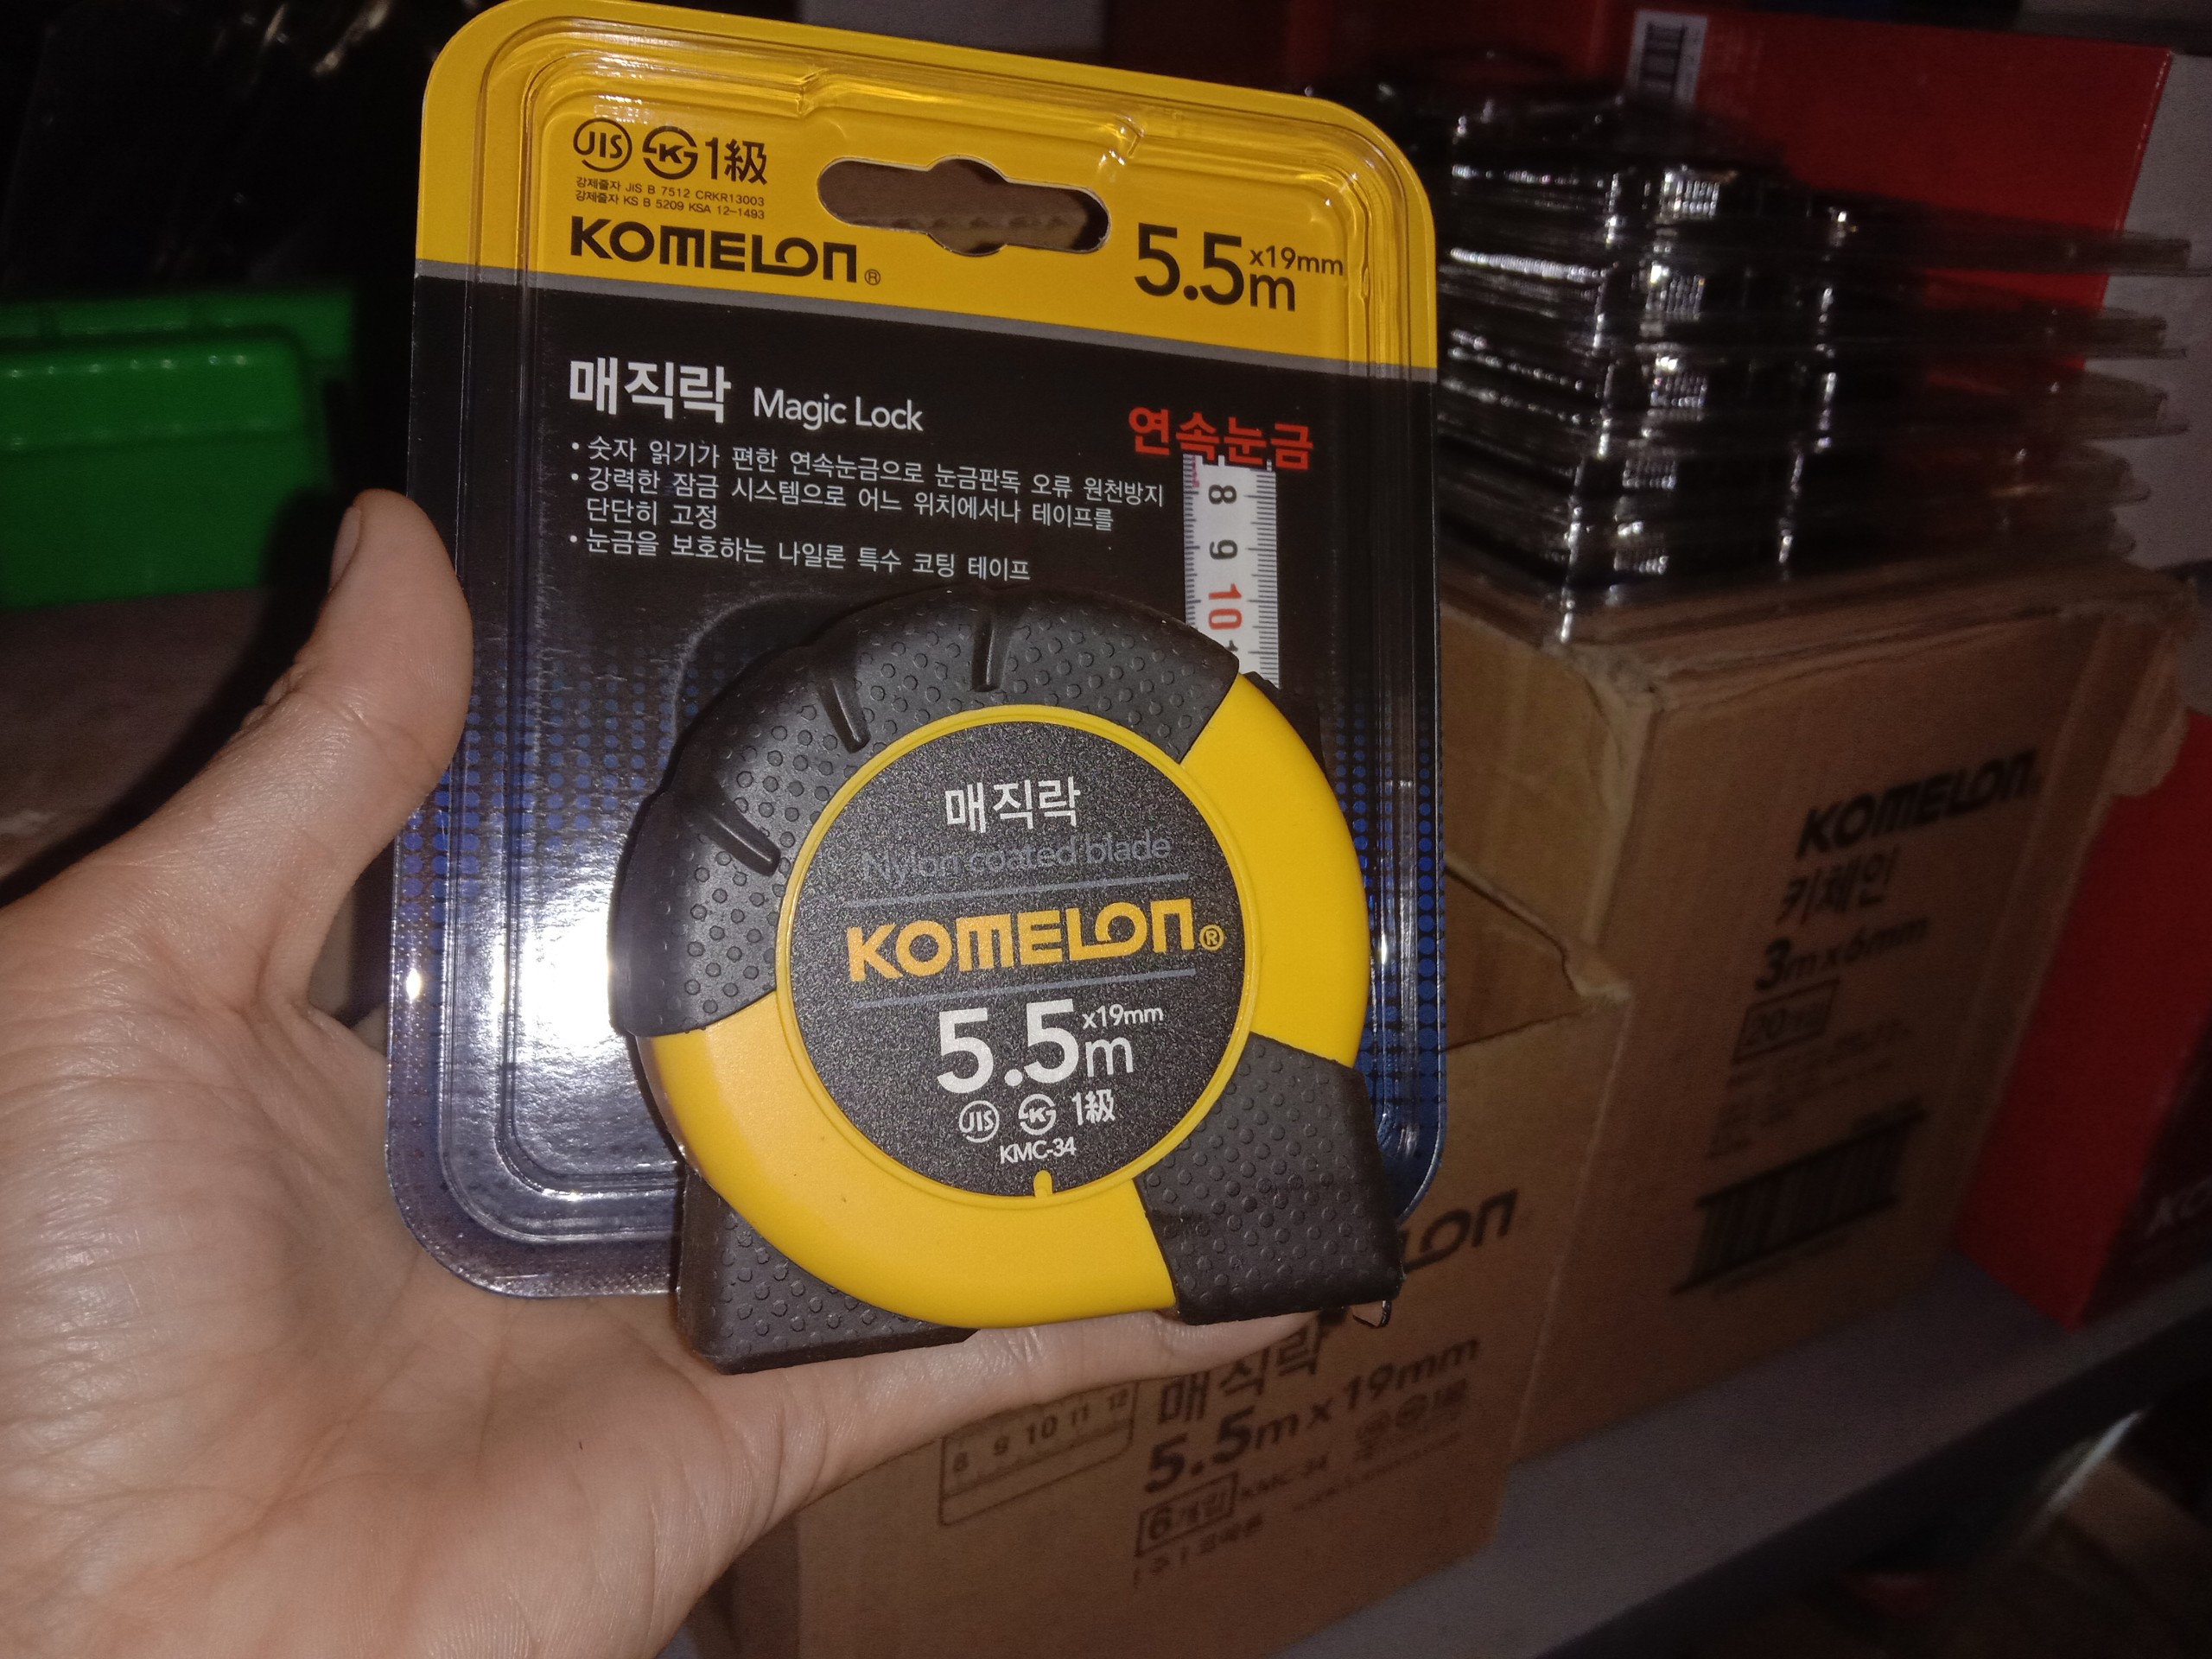 JIS KS 1級
강제줄자 JIS B 7512 CRKR13003
강제줄자 KS B 5209 KSA 12-1493
KOMELON®
5.5m x19mm
매직락 Magic Lock
• 숫자 읽기가 편한 연속눈금으로 눈금판독 오류 원천방지
• 강력한 잠금 시스템으로 어느 위치에서나 테이프를
단단히 고정
• 눈금을 보호하는 나일론 특수 코팅 테이프
연속눈금
8
9
10
매직락
Nylon coated blade
KOMELON®
5.5m x19mm
JIS KS 1級
KMC-34
KOMELON
키체인
3m x 6mm
LON
매직락
8 9 10 11 12
5.5m x 19mm
6개입 KMC-34